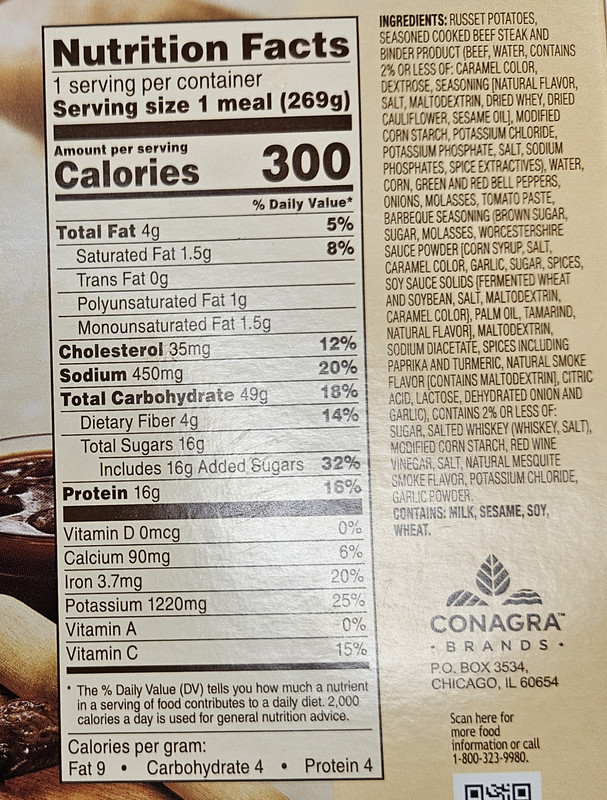 Nutrition Facts
1 serving per container
Serving size 1 meal (269g)
Amount per serving
Calories 300
% Daily Value*
Total Fat 4g 5%
Saturated Fat 1.5g 8%
Trans Fat 0g
Polyunsaturated Fat 1g
Monounsaturated Fat 1.5g
Cholesterol 35mg 12%
Sodium 450mg 20%
Total Carbohydrate 49g 18%
Dietary Fiber 4g 14%
Total Sugars 16g
Includes 16g Added Sugars 32%
Protein 16g 16%
Vitamin D 0mcg 0%
Calcium 90mg 6%
Iron 3.7mg 20%
Potassium 1220mg 25%
Vitamin A 0%
Vitamin C 15%
* The % Daily Value (DV) tells you how much a nutrient
in a serving of food contributes to a daily diet. 2,000
calories a day is used for general nutrition advice.
Calories per gram:
Fat 9 • Carbohydrate 4 • Protein 4
INGREDIENTS: RUSSET POTATOES,
SEASONED COOKED BEEF STEAK AND
BINDER PRODUCT (BEEF, WATER, CONTAINS
2% OR LESS OF: CARAMEL COLOR,
DEXTROSE, SEASONING [NATURAL FLAVOR,
SALT, MALTODEXTRIN, DRIED WHEY, DRIED
CAULIFLOWER, SESAME OIL], MODIFIED
CORN STARCH, POTASSIUM CHLORIDE,
POTASSIUM PHOSPHATE, SALT, SODIUM
PHOSPHATES, SPICE EXTRACTIVES), WATER,
CORN, GREEN AND RED BELL PEPPERS,
ONIONS, MOLASSES, TOMATO PASTE,
BARBEQUE SEASONING (BROWN SUGAR,
SUGAR, MOLASSES, WORCESTERSHIRE
SAUCE POWDER [CORN SYRUP, SALT,
CARAMEL COLOR, GARLIC, SUGAR, SPICES,
SOY SAUCE SOLIDS {FERMENTED WHEAT
AND SOYBEAN, SALT, MALTODEXTRIN,
CARAMEL COLOR}, PALM OIL, TAMARIND,
NATURAL FLAVOR], MALTODEXTRIN,
SODIUM DIACETATE, SPICES INCLUDING
PAPRIKA AND TURMERIC, NATURAL SMOKE
FLAVOR [CONTAINS MALTODEXTRIN], CITRIC
ACID, LACTOSE, DEHYDRATED ONION AND
GARLIC), CONTAINS 2% OR LESS OF:
SUGAR, SALTED WHISKEY (WHISKEY, SALT),
MODIFIED CORN STARCH, RED WINE
VINEGAR, SALT, NATURAL MESQUITE
SMOKE FLAVOR, POTASSIUM CHLORIDE,
GARLIC POWDER.
CONTAINS: MILK, SESAME, SOY,
WHEAT.
CONAGRA™
• BRANDS •
P.O. BOX 3534,
CHICAGO, IL 60654
Scan here for
more food
information or call
1-800-323-9980.